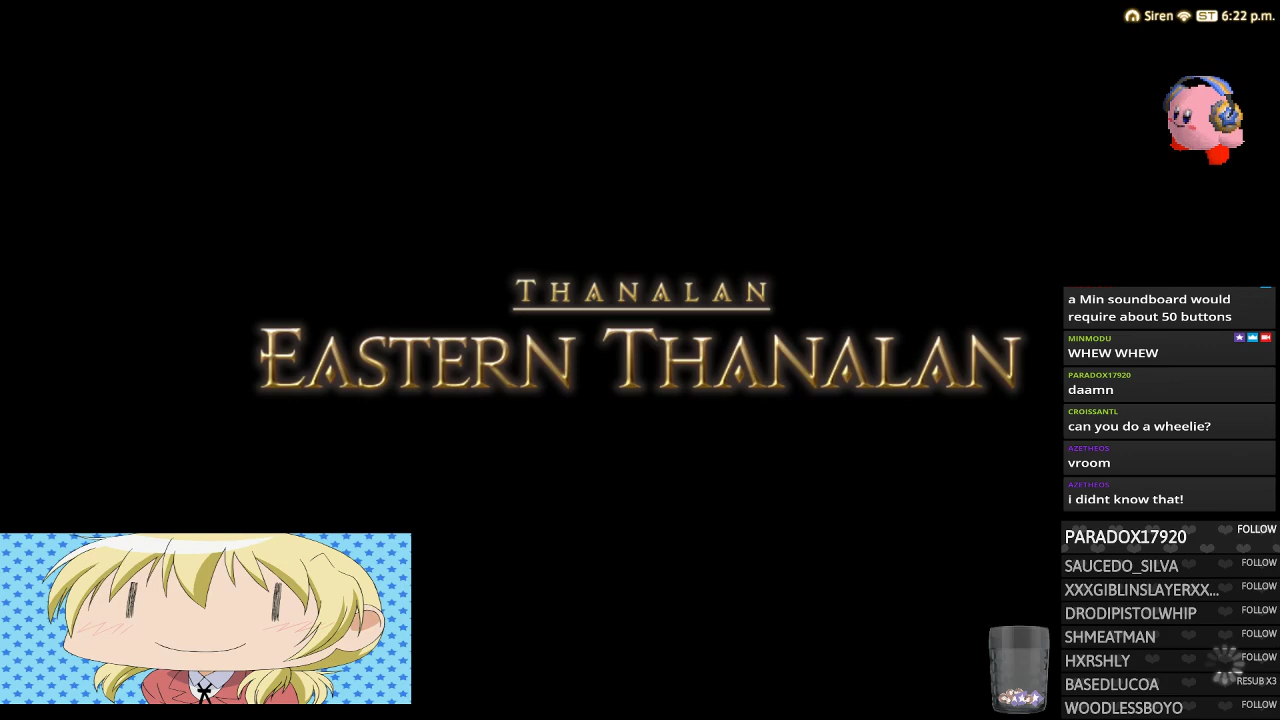 Siren ST 6:22 p.m.
THANALAN
EASTERN THANALAN
a Min soundboard would
require about 50 buttons
MINMODU
WHEW WHEW
PARADOX17920
daamn
CROISSANTL
can you do a wheelie?
AZETHEOS
vroom
AZETHEOS
i didnt know that!
PARADOX17920 FOLLOW
SAUCEDO_SILVA FOLLOW
XXXGIBLINSLAYERXX... FOLLOW
DRODIPISTOLWHIP FOLLOW
SHMEATMAN FOLLOW
HXRSHLY FOLLOW
BASEDLUCOA RESUB X3
WOODLESSBOYO FOLLOW